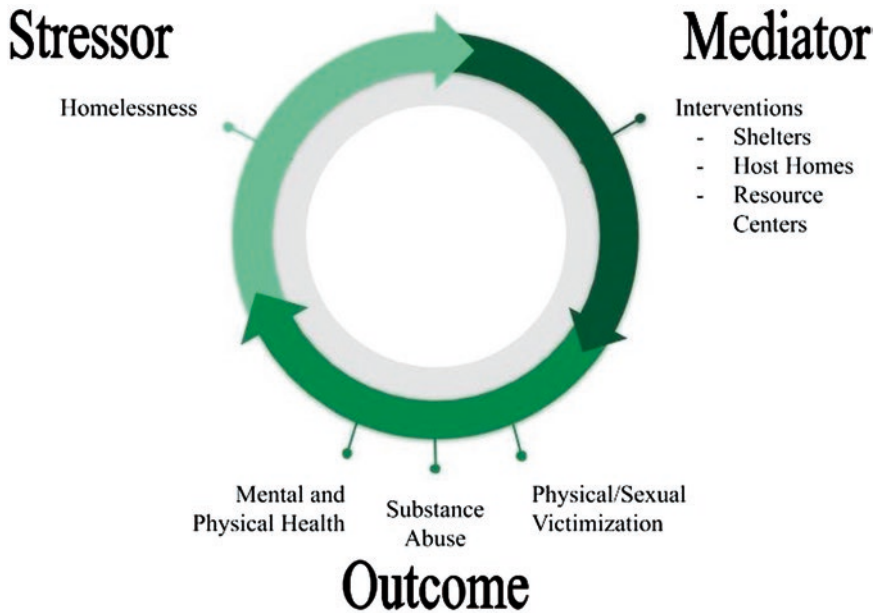 Stressor
Homelessness
Mediator
Interventions
- Shelters
- Host Homes
- Resource
Centers
Mental and
Physical Health
Substance
Abuse
Physical/Sexual
Victimization
Outcome